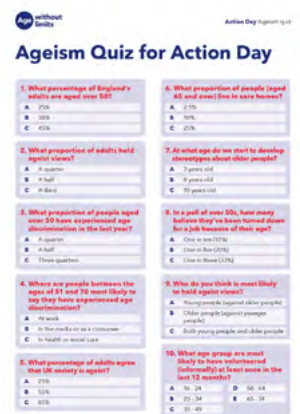 Age without limits
Action Day Ageism quiz
Ageism Quiz for Action Day
1. What percentage of England's
adults are aged over 50?
A 25%
B 50%
C 45%
2. What proportion of adults hold
ageist views?
A A quarter
B A half
C A third
3. What proportion of people aged
over 50 have experienced age
discrimination in the last year?
A A quarter
B A half
C Three quarters
4. Where are people between the
ages of 51 and 70 most likely to
say they have experienced age
discrimination?
A At work
B In the media or as a consumer
C In health or social care
5. What percentage of adults agree
that UK society is ageist?
A 25%
B 55%
C 65%
6. What proportion of people (aged
65 and over) live in care homes?
A 2.5%
B 10%
C 25%
7. At what age do we start to develop
stereotypes about older people?
A 3 years old
B 6 years old
C 10 years old
8. In a poll of over 50s, how many
believe they've been turned down
for a job because of their age?
A One in ten (10%)
B One in five (20%)
C One in three (33%)
9. Who do you think is most likely
to hold ageist views?
A Young people (against older people)
B Older people (against younger
people)
C Both young people and older people
10. What age group are most
likely to have volunteered
(informally) at least once in the
last 12 months?
A 16 - 24
B 25 - 34
C 35 - 49
D 50 - 64
E 65 - 74